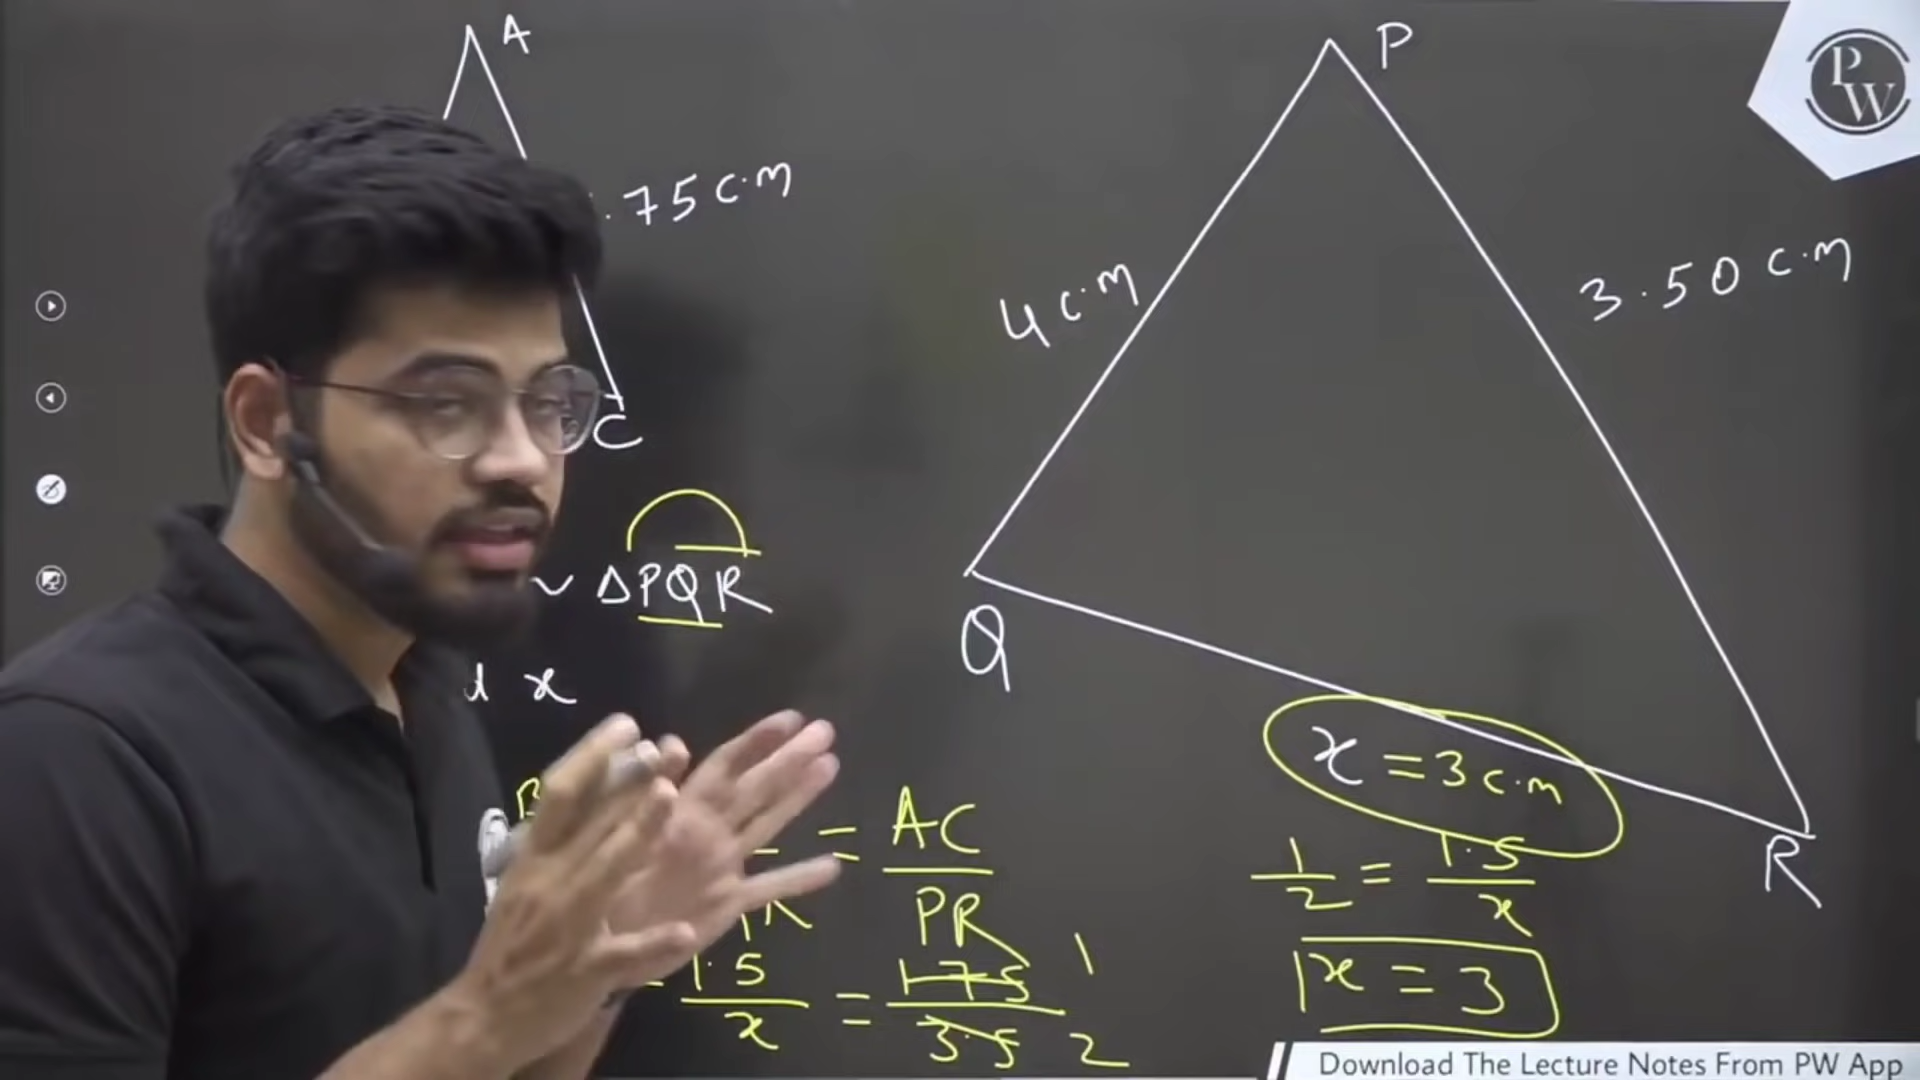 A
P
PW
.75 c.m
4 c.m
3.50 c.m
C
~ ΔPQR
Q
x
x = 3 c.m
= AC/PR
1/2 = 1.5/x
R
1.5/x = 1.75/3.5 1/2
x = 3
Download The Lecture Notes From PW App